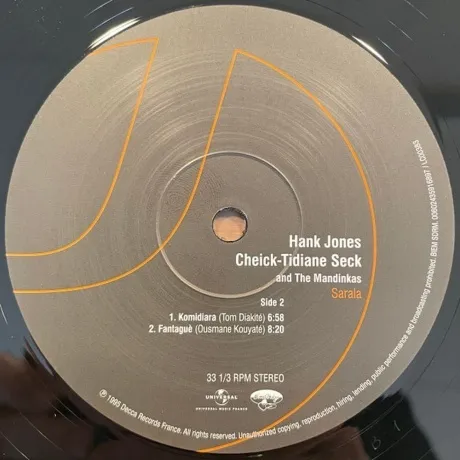 Hank Jones
Cheick-Tidiane Seck
and The Mandinkas
Sarala
Side 2
1. Komidiara (Tom Diakité) 6:58
2. Fantaguè (Ousmane Kouyaté) 8:20
33 1/3 RPM STEREO
UNIVERSAL
UNIVERSAL MUSIC FRANCE
℗ 1995 Decca Records France. All rights reserved. Unauthorized copying, reproduction, hiring, lending, public performance and broadcasting prohibited. BIEM SDRM.